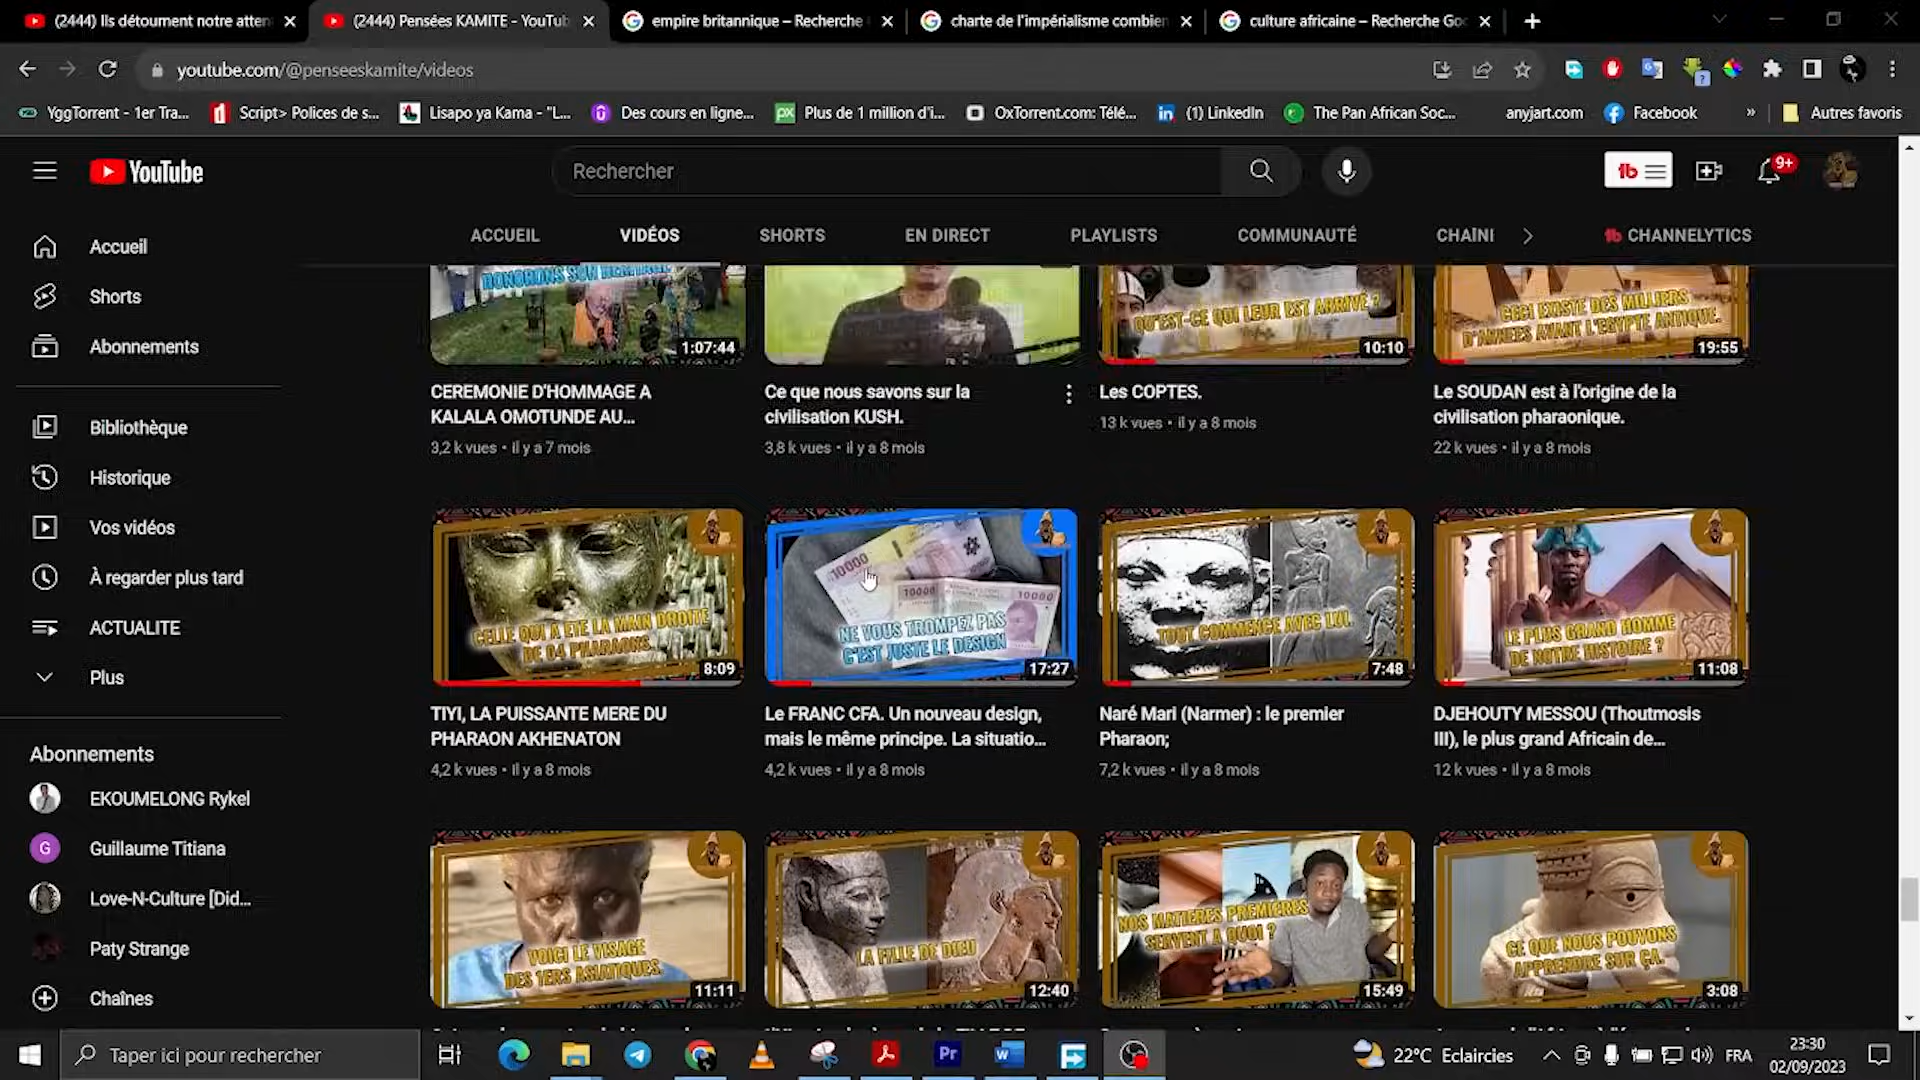 (2444) Ils détournent notre atten
(2444) Pensées KAMITE - YouTub
empire britannique – Recherche
charte de l'impérialisme combien
culture africaine – Recherche Goo
youtube.com/@penseeskamite/videos
YggTorrent - 1er Tra...
Script> Polices de s...
Lisapo ya Kama - "L...
Des cours en ligne...
Plus de 1 million d'i...
OxTorrent.com: Télé...
(1) LinkedIn
The Pan African Soc...
anyjart.com
Facebook
»
Autres favoris
YouTube
Rechercher
9+
ACCUEIL
VIDÉOS
SHORTS
EN DIRECT
PLAYLISTS
COMMUNAUTÉ
CHAÎNI
CHANNELYTICS
Accueil
Shorts
Abonnements
Bibliothèque
Historique
Vos vidéos
À regarder plus tard
ACTUALITE
Plus
Abonnements
EKOUMELONG Rykel
G
Guillaume Titiana
Love-N-Culture [Did...
Paty Strange
Chaînes
HONORONS SON HERITAGE
1:07:44
QU'EST-CE QUI LEUR EST ARRIVÉ ?
10:10
CECI EXISTE DES MILLIERS
D'ANNEES AVANT L'EGYPTE ANTIQUE.
19:55
CEREMONIE D'HOMMAGE A
KALALA OMOTUNDE AU...
3,2 k vues • il y a 7 mois
Ce que nous savons sur la
civilisation KUSH.
3,8 k vues • il y a 8 mois
Les COPTES.
13 k vues • il y a 8 mois
Le SOUDAN est à l'origine de la
civilisation pharaonique.
22 k vues • il y a 8 mois
CELLE QUI A ETE LA MAIN DROITE
DE 04 PHARAONS
8:09
10000
10000
10000
NE VOUS TROMPEZ PAS
C'EST JUSTE LE DESIGN
17:27
TOUT COMMENCE AVEC LUI.
7:48
LE PLUS GRAND HOMME
DE NOTRE HISTOIRE ?
11:08
TIYI, LA PUISSANTE MERE DU
PHARAON AKHENATON
4,2 k vues • il y a 8 mois
Le FRANC CFA. Un nouveau design,
mais le même principe. La situatio...
4,2 k vues • il y a 8 mois
Naré Mari (Narmer) : le premier
Pharaon;
7,2 k vues • il y a 8 mois
DJEHOUTY MESSOU (Thoutmosis
III), le plus grand Africain de...
12 k vues • il y a 8 mois
VOICI LE VISAGE
DES 1ERS ASIATIQUES.
11:11
LA FILLE DE DIEU
12:40
NOS MATIERES PREMIERES
SERVENT A QUOI ?
15:49
CE QUE NOUS POUVONS
APPRENDRE SUR ÇA.
3:08
Taper ici pour rechercher
22°C Eclaircies
FRA
23:30
02/09/2023